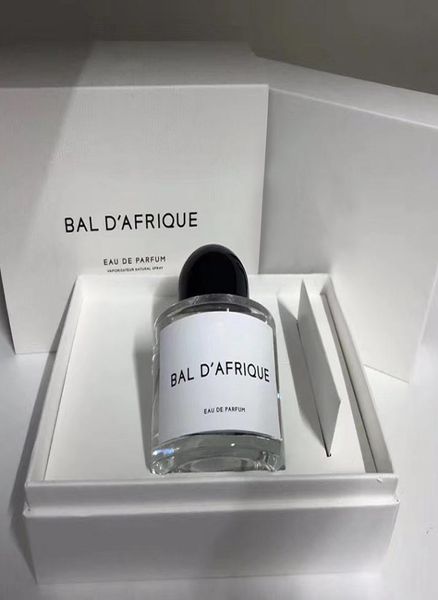 BAL D'AFRIQUE
EAU DE PARFUM
VAPORISATEUR NATURAL SPRAY
BAL D'AFRIQUE
EAU DE PARFUM